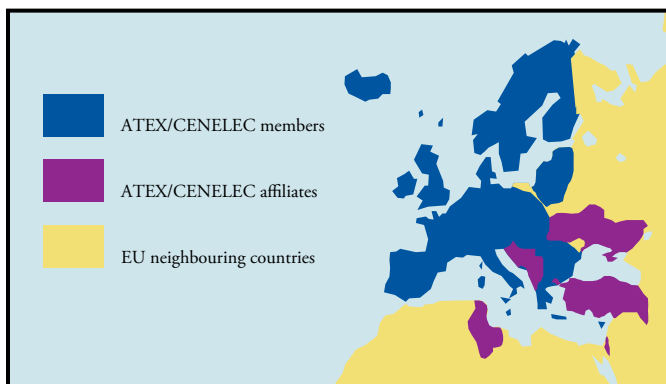 ATEX/CENELEC members
ATEX/CENELEC affiliates
EU neighbouring countries